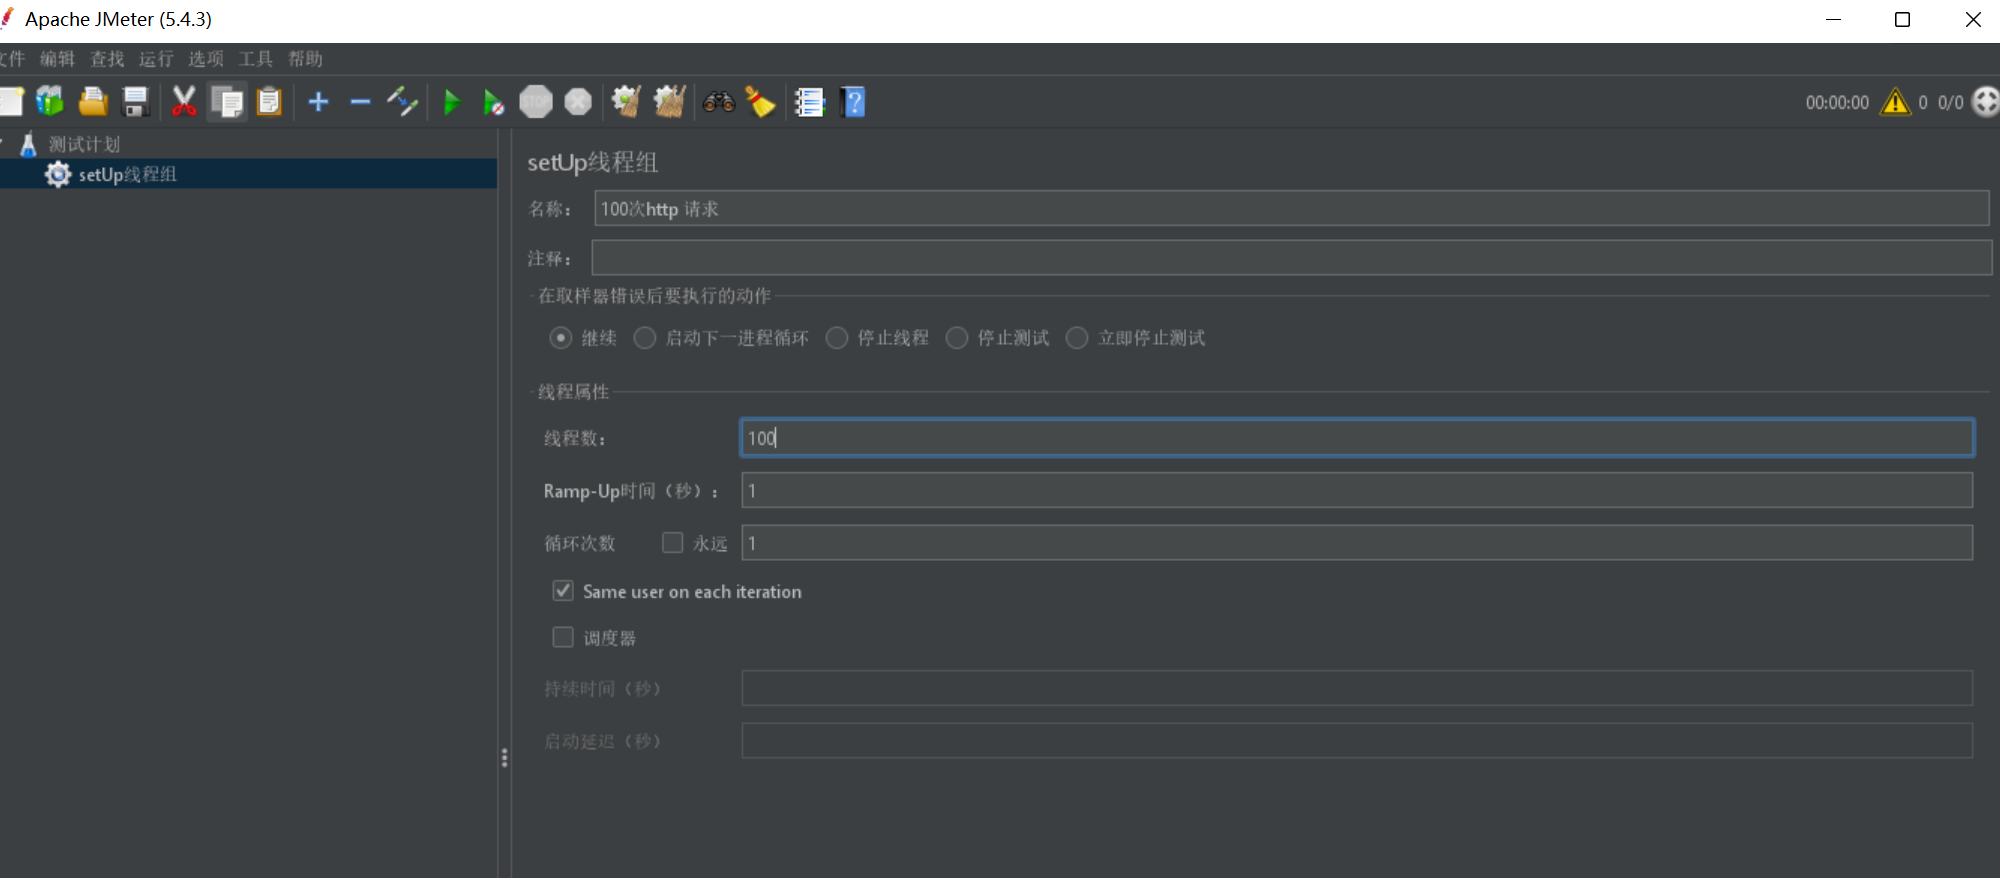 Apache JMeter (5.4.3)
文件 编辑 查找 运行 选项 工具 帮助
STOP
00:00:00 0 0/0
测试计划
setUp线程组
setUp线程组
名称： 100次http 请求
注释：
在取样器错误后要执行的动作
继续 启动下一进程循环 停止线程 停止测试 立即停止测试
线程属性
线程数： 100
Ramp-Up时间（秒）： 1
循环次数 永远 1
Same user on each iteration
调度器
持续时间（秒）
启动延迟（秒）